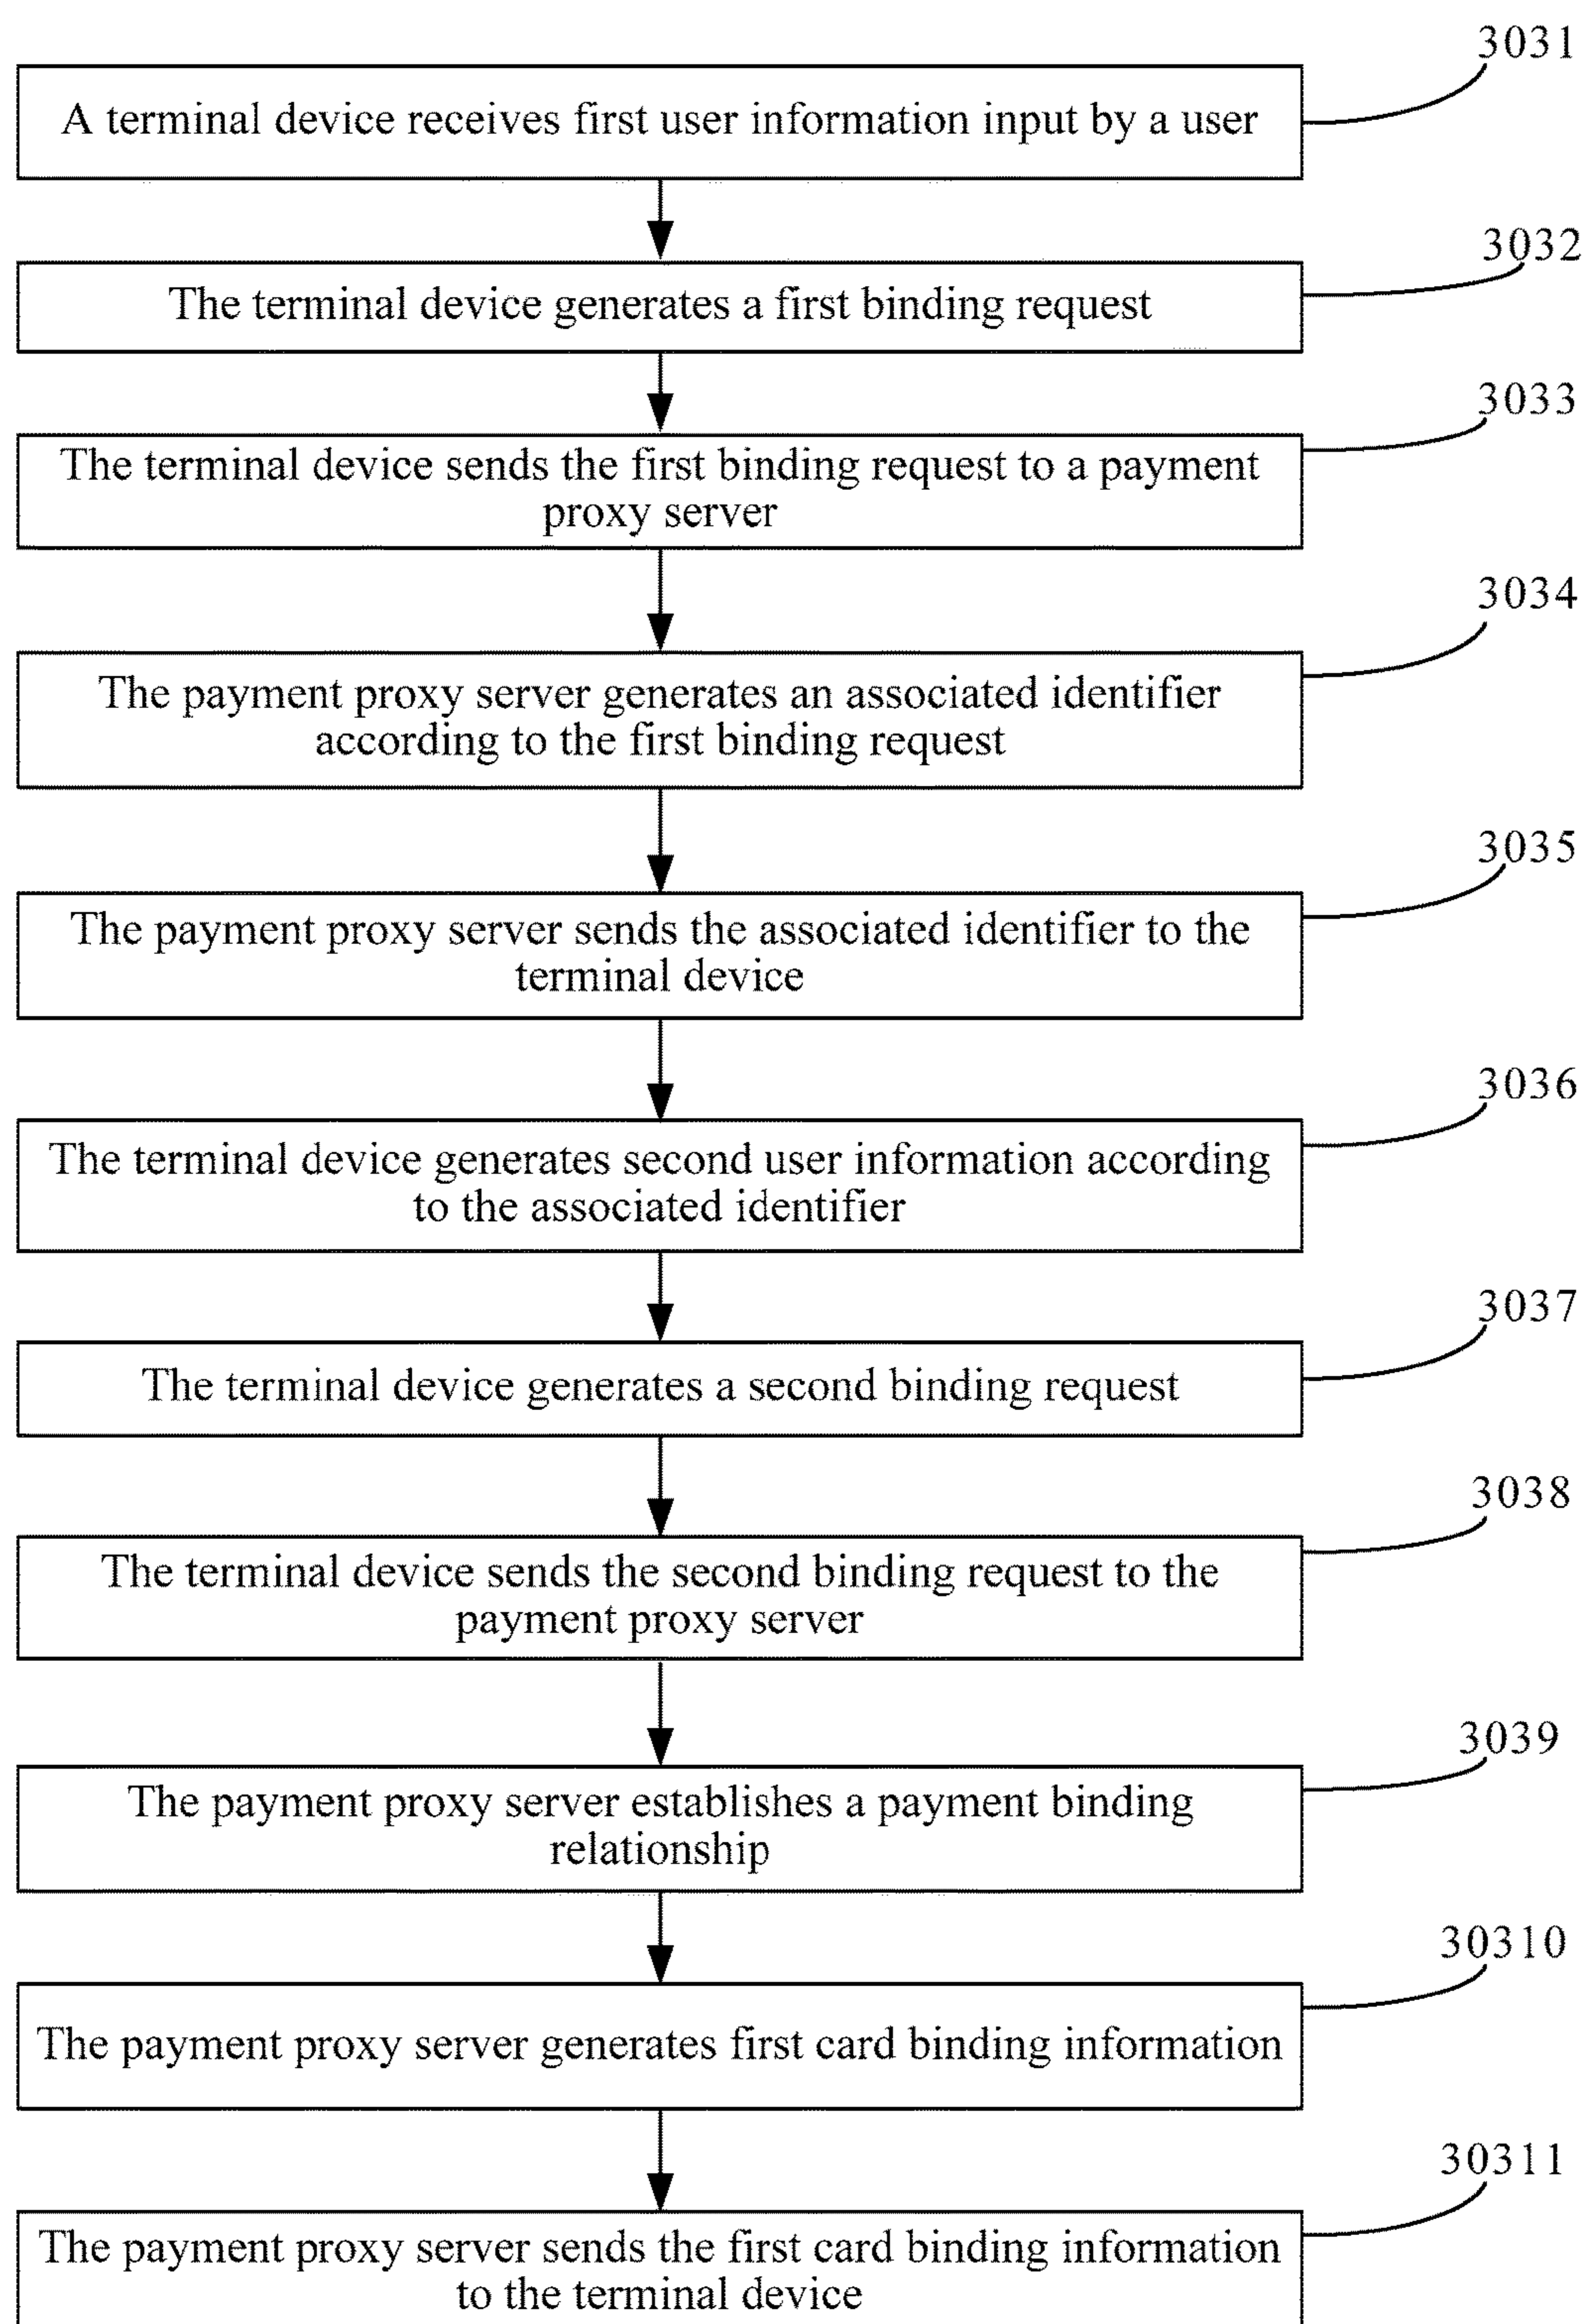 3031
A terminal device receives first user information input by a user
3032
The terminal device generates a first binding request
3033
The terminal device sends the first binding request to a payment
proxy server
3034
The payment proxy server generates an associated identifier
according to the first binding request
3035
The payment proxy server sends the associated identifier to the
terminal device
3036
The terminal device generates second user information according
to the associated identifier
3037
The terminal device generates a second binding request
3038
The terminal device sends the second binding request to the
payment proxy server
3039
The payment proxy server establishes a payment binding
relationship
30310
The payment proxy server generates first card binding information
30311
The payment proxy server sends the first card binding information
to the terminal device